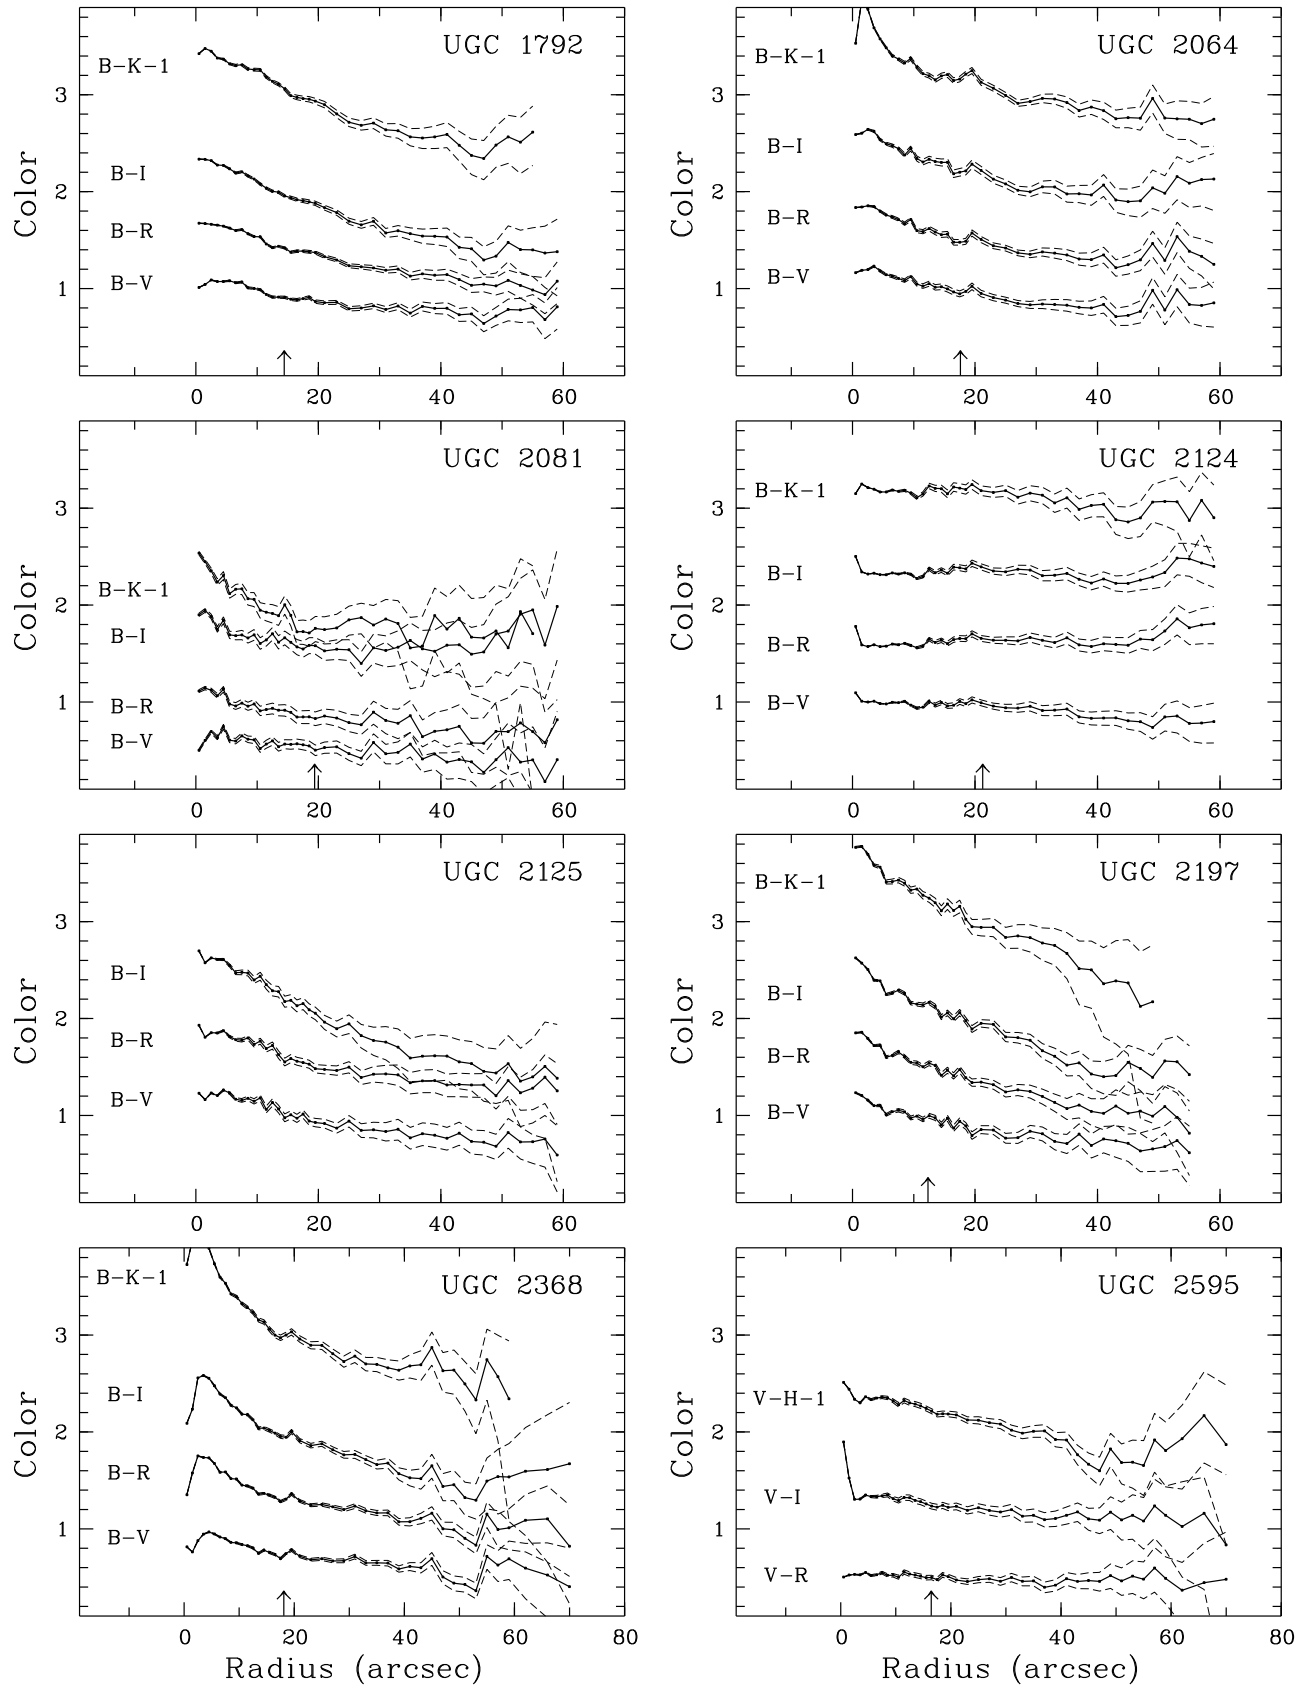 UGC 1792
B-K-1
B-I
B-R
B-V
Color
3
2
1
0 20 40 60
UGC 2064
B-K-1
B-I
B-R
B-V
Color
3
2
1
0 20 40 60 80
UGC 2081
B-K-1
B-I
B-R
B-V
Color
3
2
1
0 20 40 60
UGC 2124
B-K-1
B-I
B-R
B-V
Color
3
2
1
0 20 40 60
UGC 2125
B-I
B-R
B-V
Color
3
2
1
0 20 40 60
UGC 2197
B-K-1
B-I
B-R
B-V
Color
3
2
1
0 20 40 60
UGC 2368
B-K-1
B-I
B-R
B-V
Color
3
2
1
0 20 40 60 80
Radius (arcsec)
UGC 2595
V-H-1
V-I
V-R
Color
3
2
1
0 20 40 60 80
Radius (arcsec)